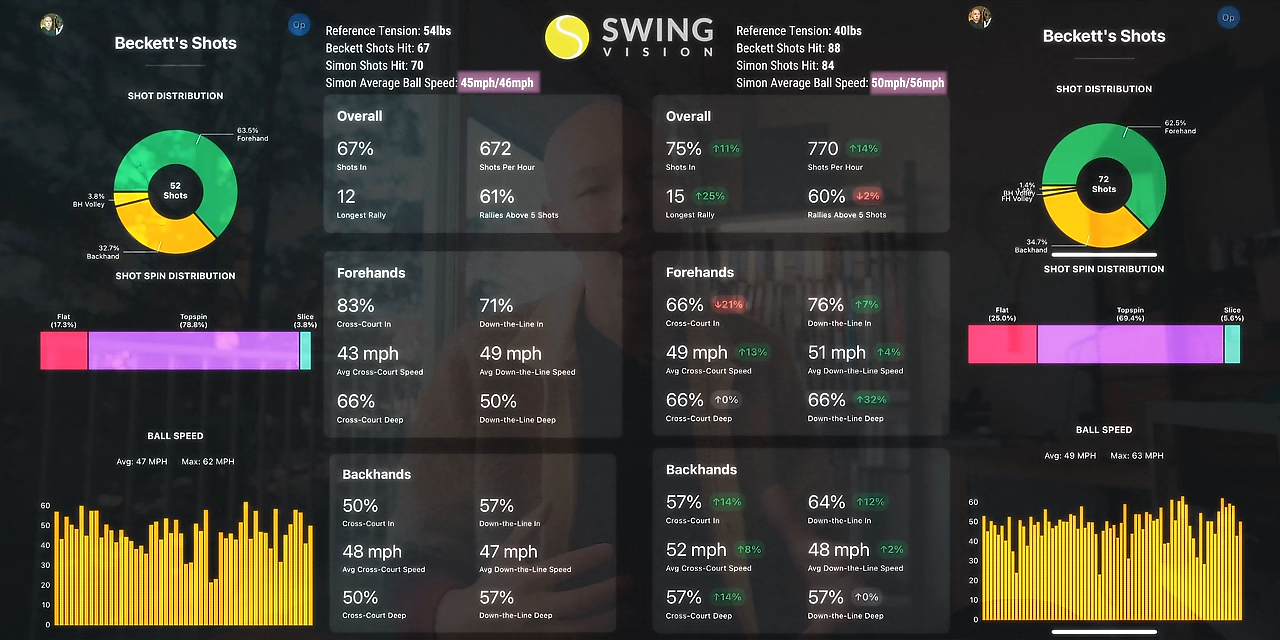 Beckett's Shots
Op
SHOT DISTRIBUTION
63.5%
Forehand
52
Shots
3.8%
BH Volley
32.7%
Backhand
SHOT SPIN DISTRIBUTION
Flat
(17.3%)
Topspin
(78.8%)
Slice
(3.8%)
BALL SPEED
Avg: 47 MPH Max: 62 MPH
60
50
40
30
20
10
0
Reference Tension: 54lbs
Beckett Shots Hit: 67
Simon Shots Hit: 70
Simon Average Ball Speed: 45mph/46mph
Overall
67%
Shots In
672
Shots Per Hour
12
Longest Rally
61%
Rallies Above 5 Shots
Forehands
83%
Cross-Court In
71%
Down-the-Line In
43 mph
Avg Cross-Court Speed
49 mph
Avg Down-the-Line Speed
66%
Cross-Court Deep
50%
Down-the-Line Deep
Backhands
50%
Cross-Court In
57%
Down-the-Line In
48 mph
Avg Cross-Court Speed
47 mph
Avg Down-the-Line Speed
50%
Cross-Court Deep
57%
Down-the-Line Deep
SWING
VISION
Reference Tension: 40lbs
Beckett Shots Hit: 88
Simon Shots Hit: 84
Simon Average Ball Speed: 50mph/56mph
Overall
75% ↑11%
Shots In
770 ↑14%
Shots Per Hour
15 ↑25%
Longest Rally
60% ↓2%
Rallies Above 5 Shots
Forehands
66% ↓21%
Cross-Court In
76% ↑7%
Down-the-Line In
49 mph ↑13%
Avg Cross-Court Speed
51 mph ↑4%
Avg Down-the-Line Speed
66% ↑0%
Cross-Court Deep
66% ↑32%
Down-the-Line Deep
Backhands
57% ↑14%
Cross-Court In
64% ↑12%
Down-the-Line In
52 mph ↑8%
Avg Cross-Court Speed
48 mph ↑2%
Avg Down-the-Line Speed
57% ↑14%
Cross-Court Deep
57% ↑0%
Down-the-Line Deep
Beckett's Shots
Op
SHOT DISTRIBUTION
62.5%
Forehand
72
Shots
1.4%
BH Volley
FH Volley
34.7%
Backhand
SHOT SPIN DISTRIBUTION
Flat
(25.0%)
Topspin
(69.4%)
Slice
(5.6%)
BALL SPEED
Avg: 49 MPH Max: 63 MPH
60
50
40
30
20
10
0